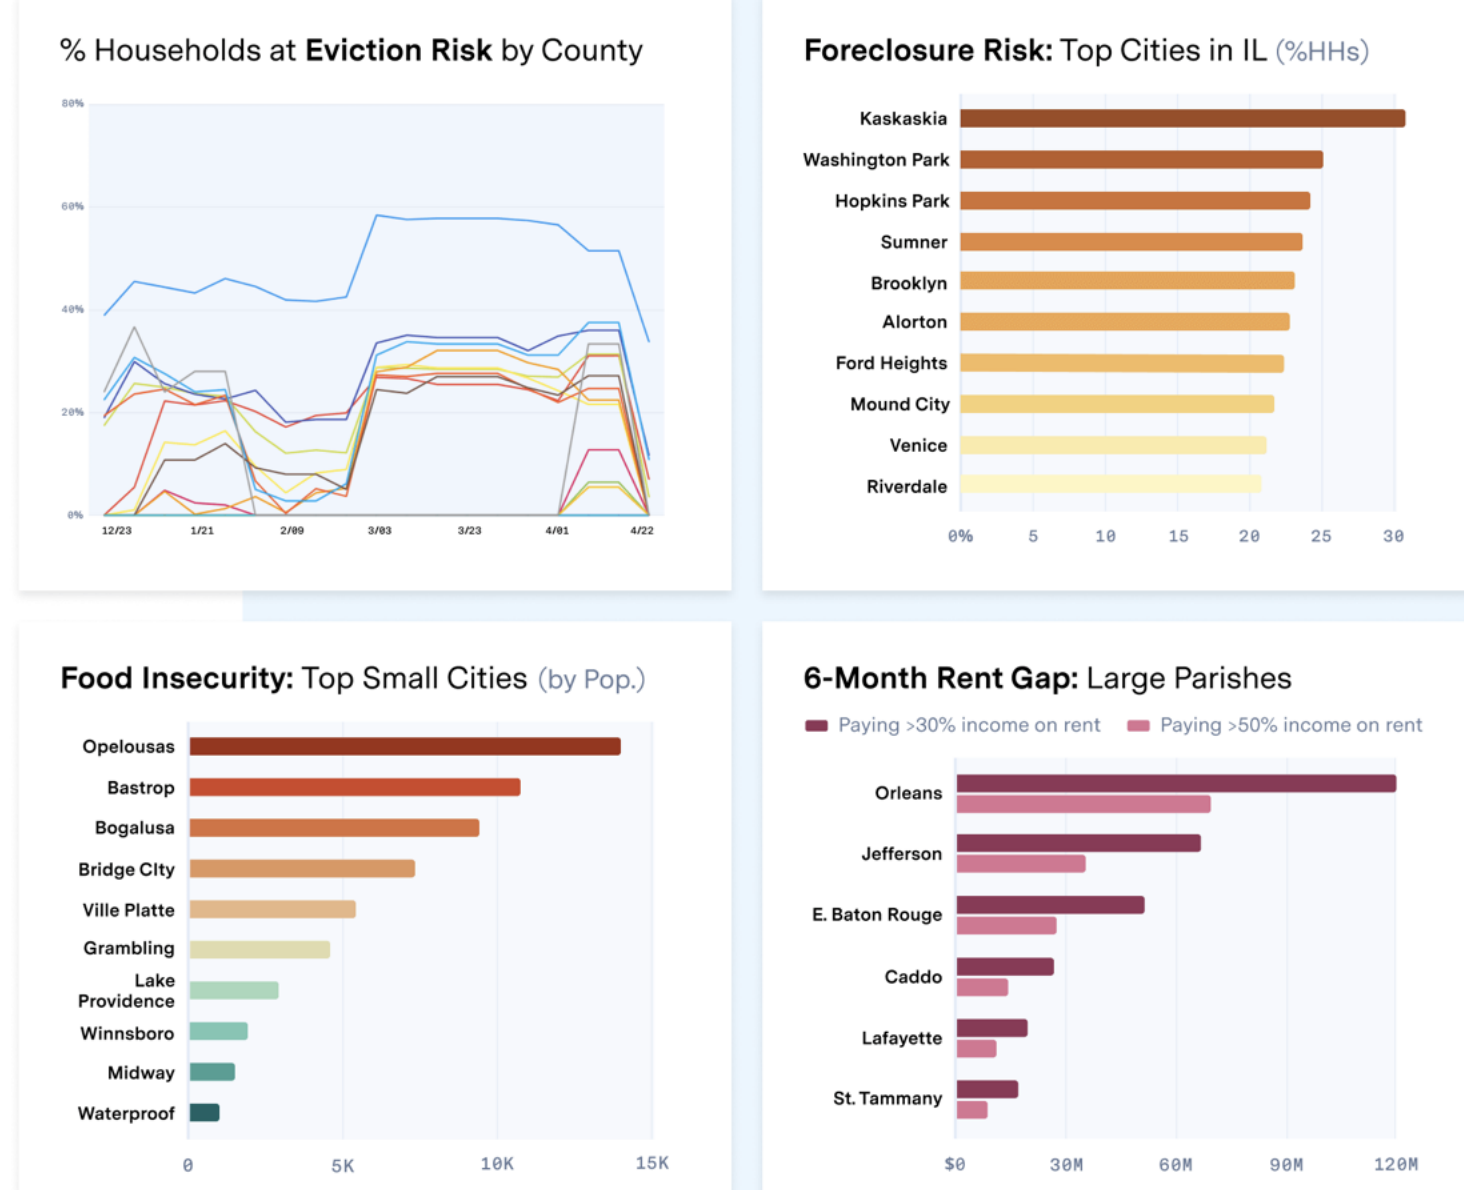 % Households at Eviction Risk by County
80%
60%
40%
20%
0%
12/23 1/21 2/09 3/03 3/23 4/01 4/22
Foreclosure Risk: Top Cities in IL (%HHs)
Kaskaskia
Washington Park
Hopkins Park
Sumner
Brooklyn
Alorton
Ford Heights
Mound City
Venice
Riverdale
0% 5 10 15 20 25 30
Food Insecurity: Top Small Cities (by Pop.)
Opelousas
Bastrop
Bogalusa
Bridge CIty
Ville Platte
Grambling
Lake
Providence
Winnsboro
Midway
Waterproof
0 5K 10K 15K
6-Month Rent Gap: Large Parishes
Paying >30% income on rent Paying >50% income on rent
Orleans
Jefferson
E. Baton Rouge
Caddo
Lafayette
St. Tammany
$0 30M 60M 90M 120M